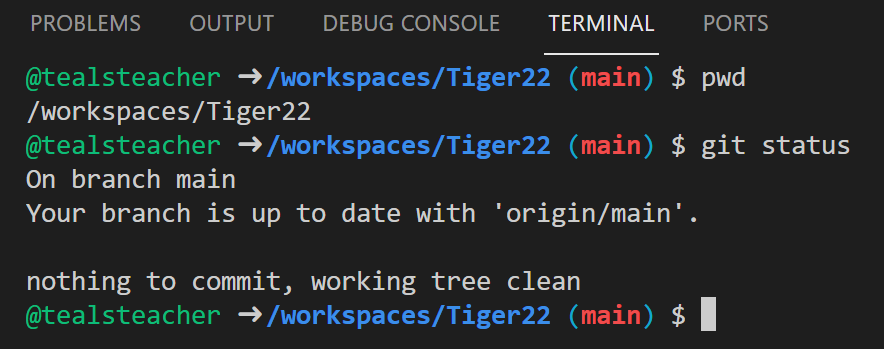 PROBLEMS OUTPUT DEBUG CONSOLE TERMINAL PORTS
@tealsteacher ➜/workspaces/Tiger22 (main) $ pwd
/workspaces/Tiger22
@tealsteacher ➜/workspaces/Tiger22 (main) $ git status
On branch main
Your branch is up to date with 'origin/main'.
nothing to commit, working tree clean
@tealsteacher ➜/workspaces/Tiger22 (main) $